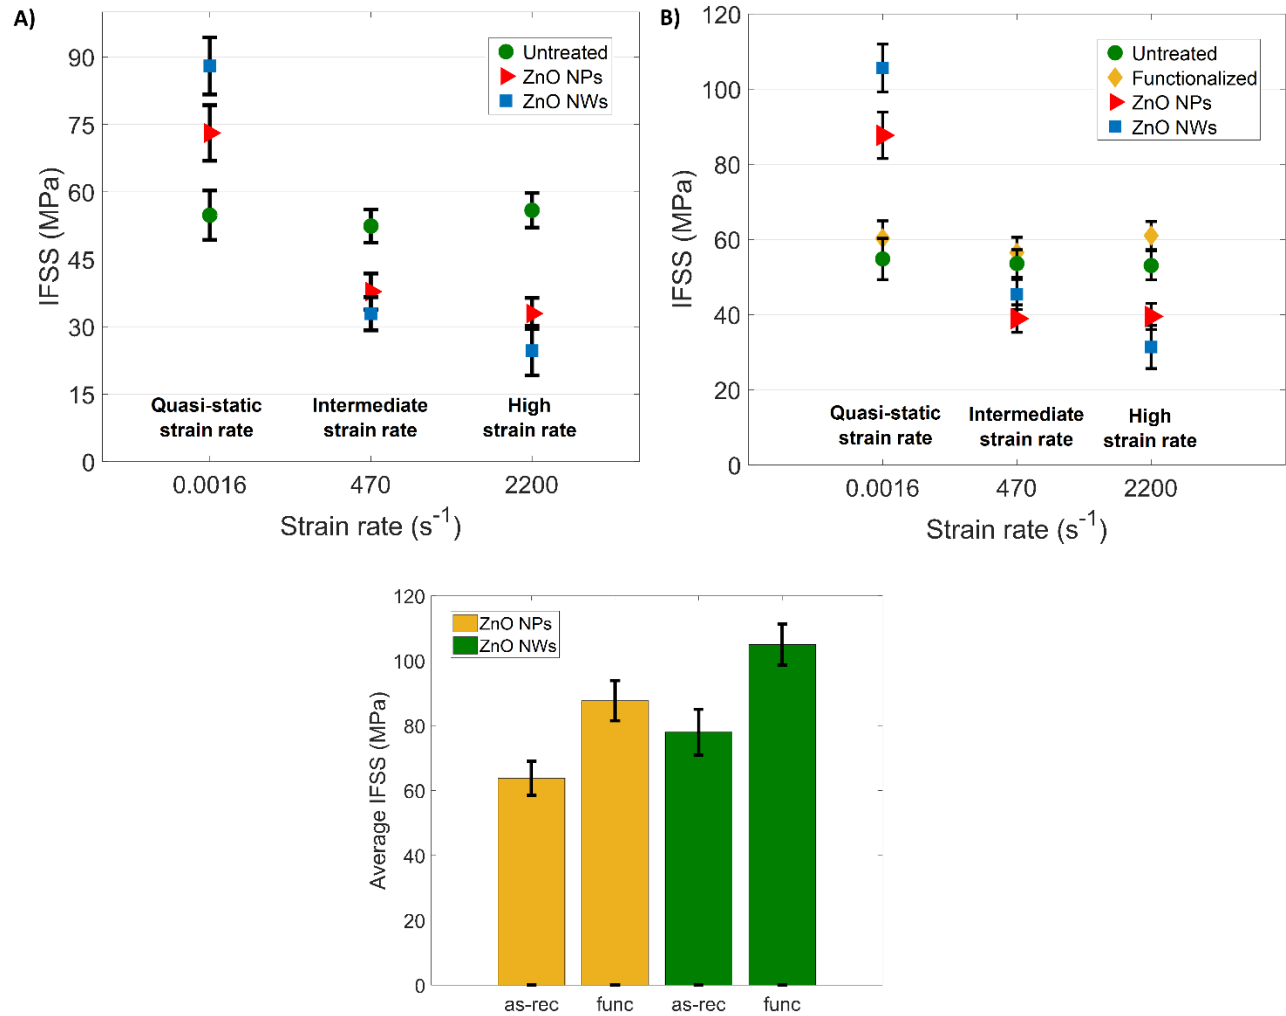 A)
90
75
60
45
30
15
0
IFSS (MPa)
Untreated
ZnO NPs
ZnO NWs
Quasi-static
strain rate
Intermediate
strain rate
High
strain rate
0.0016
470
2200
Strain rate (s⁻¹)
B)
120
100
80
60
40
20
0
IFSS (MPa)
Untreated
Functionalized
ZnO NPs
ZnO NWs
Quasi-static
strain rate
Intermediate
strain rate
High
strain rate
0.0016
470
2200
Strain rate (s⁻¹)
120
100
80
60
40
20
0
Average IFSS (MPa)
ZnO NPs
ZnO NWs
as-rec
func
as-rec
func